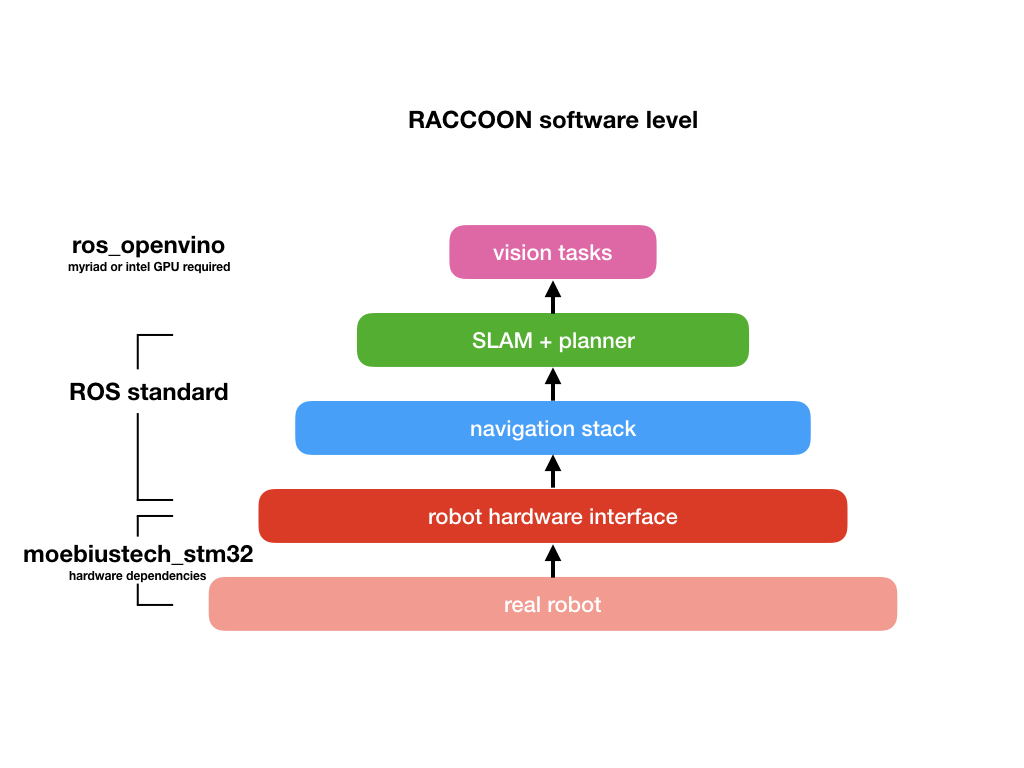 RACCOON software level
ros_openvino
myriad or intel GPU required
vision tasks
SLAM + planner
ROS standard
navigation stack
robot hardware interface
moebiustech_stm32
hardware dependencies
real robot